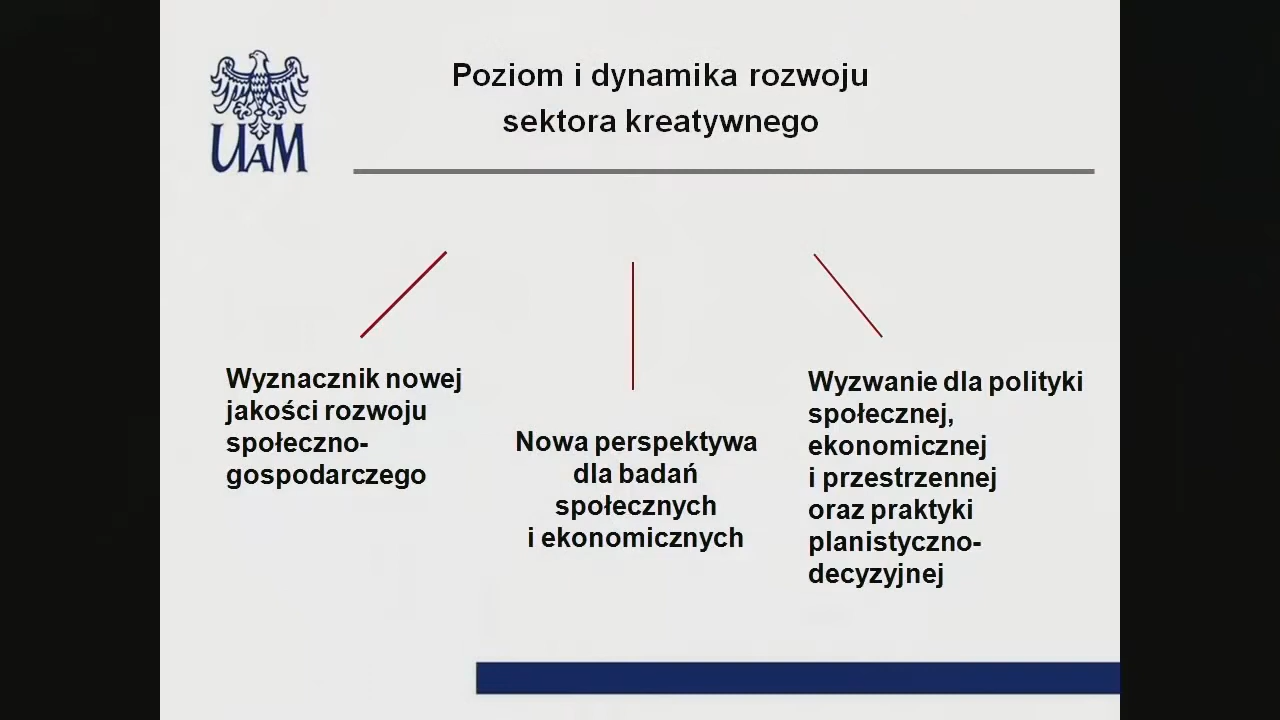 UAM
Poziom i dynamika rozwoju
sektora kreatywnego
Wyznacznik nowej
jakości rozwoju
społeczno-
gospodarczego
Nowa perspektywa
dla badań
społecznych
i ekonomicznych
Wyzwanie dla polityki
społecznej,
ekonomicznej
i przestrzennej
oraz praktyki
planistyczno-
decyzyjnej